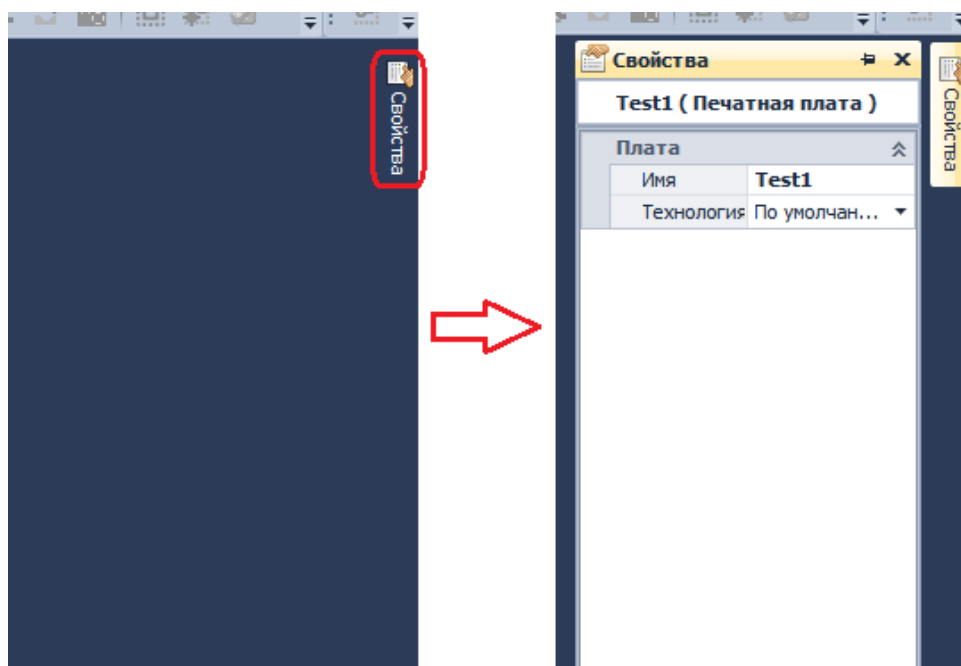 Свойства
Свойства
Test1 ( Печатная плата )
Плата
Имя Test1
Технология По умолчан...
Свойства